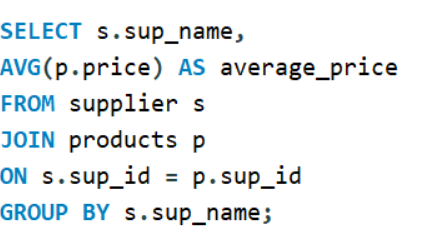 SELECT s.sup_name,
AVG(p.price) AS average_price
FROM supplier s
JOIN products p
ON s.sup_id = p.sup_id
GROUP BY s.sup_name;